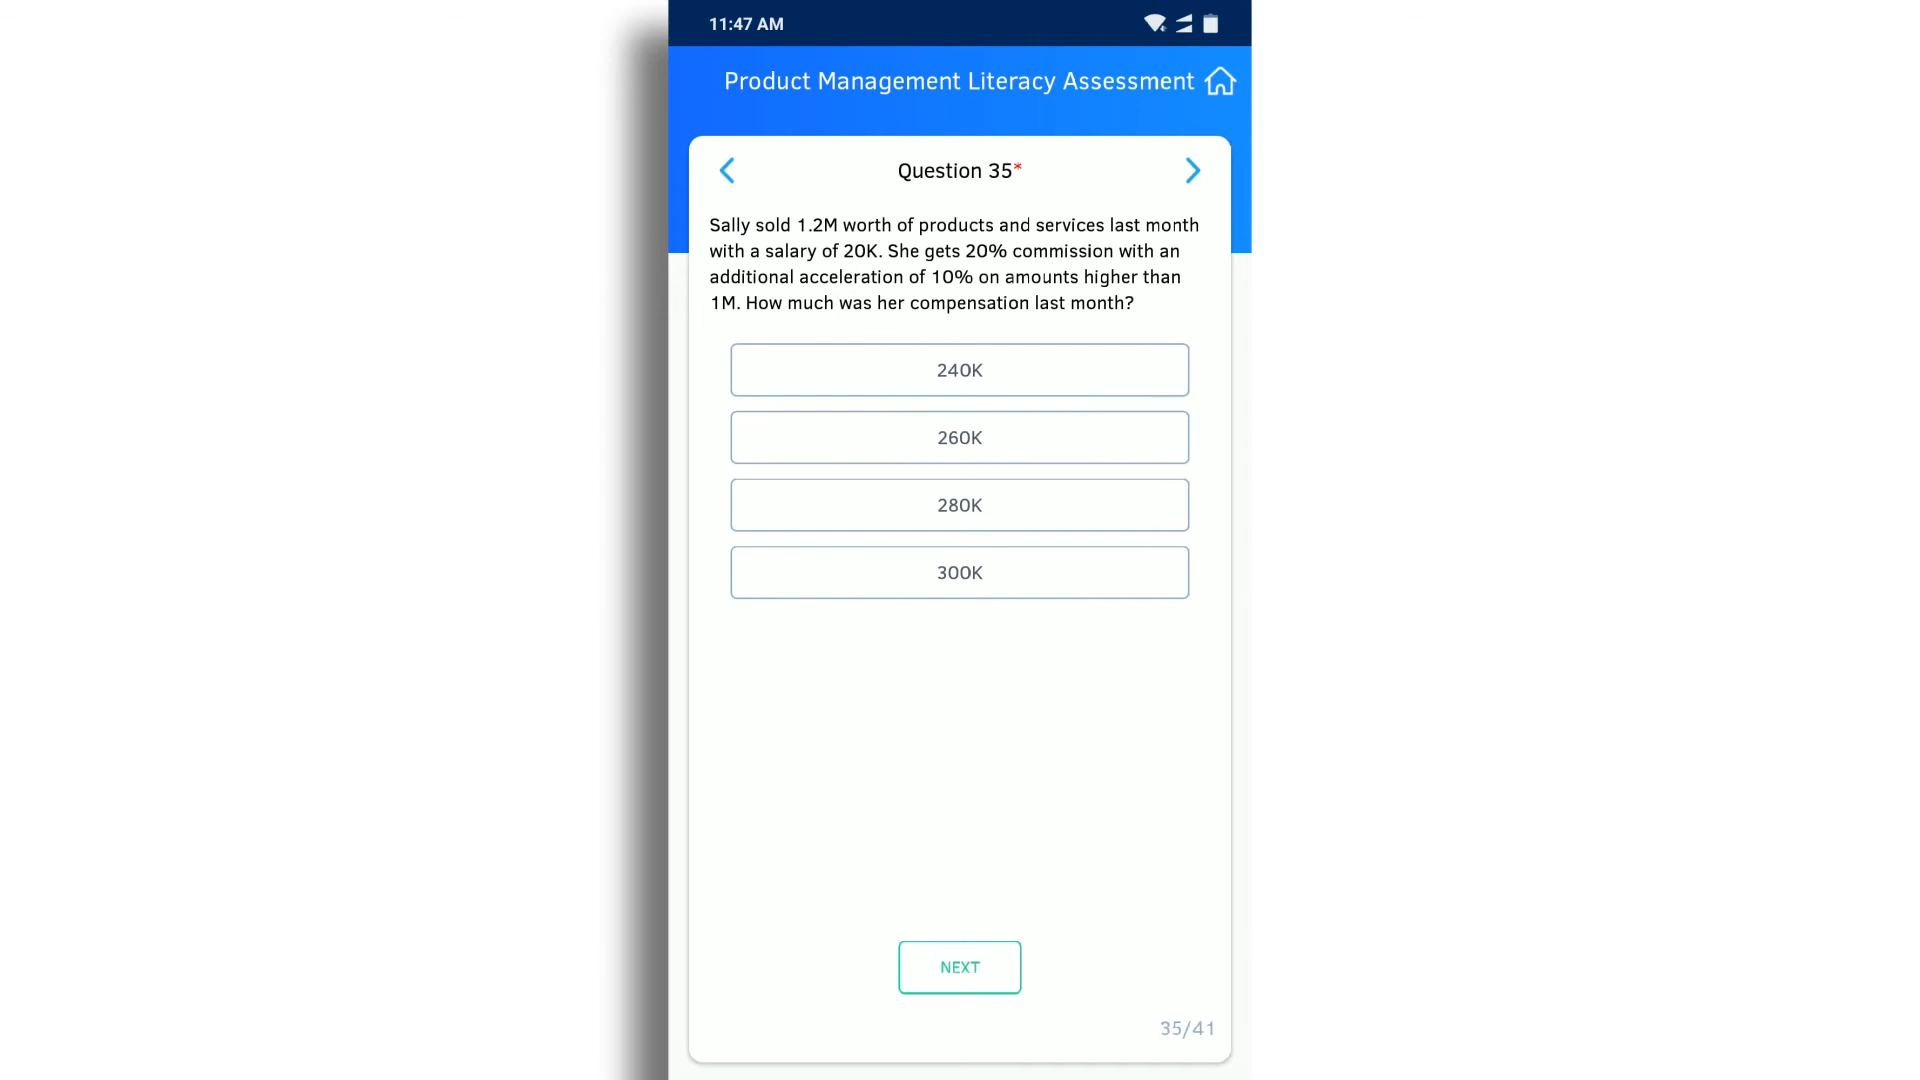 11:47 AM
Product Management Literacy Assessment
Question 35*
Sally sold 1.2M worth of products and services last month
with a salary of 20K. She gets 20% commission with an
additional acceleration of 10% on amounts higher than
1M. How much was her compensation last month?
240K
260K
280K
300K
NEXT
35/41